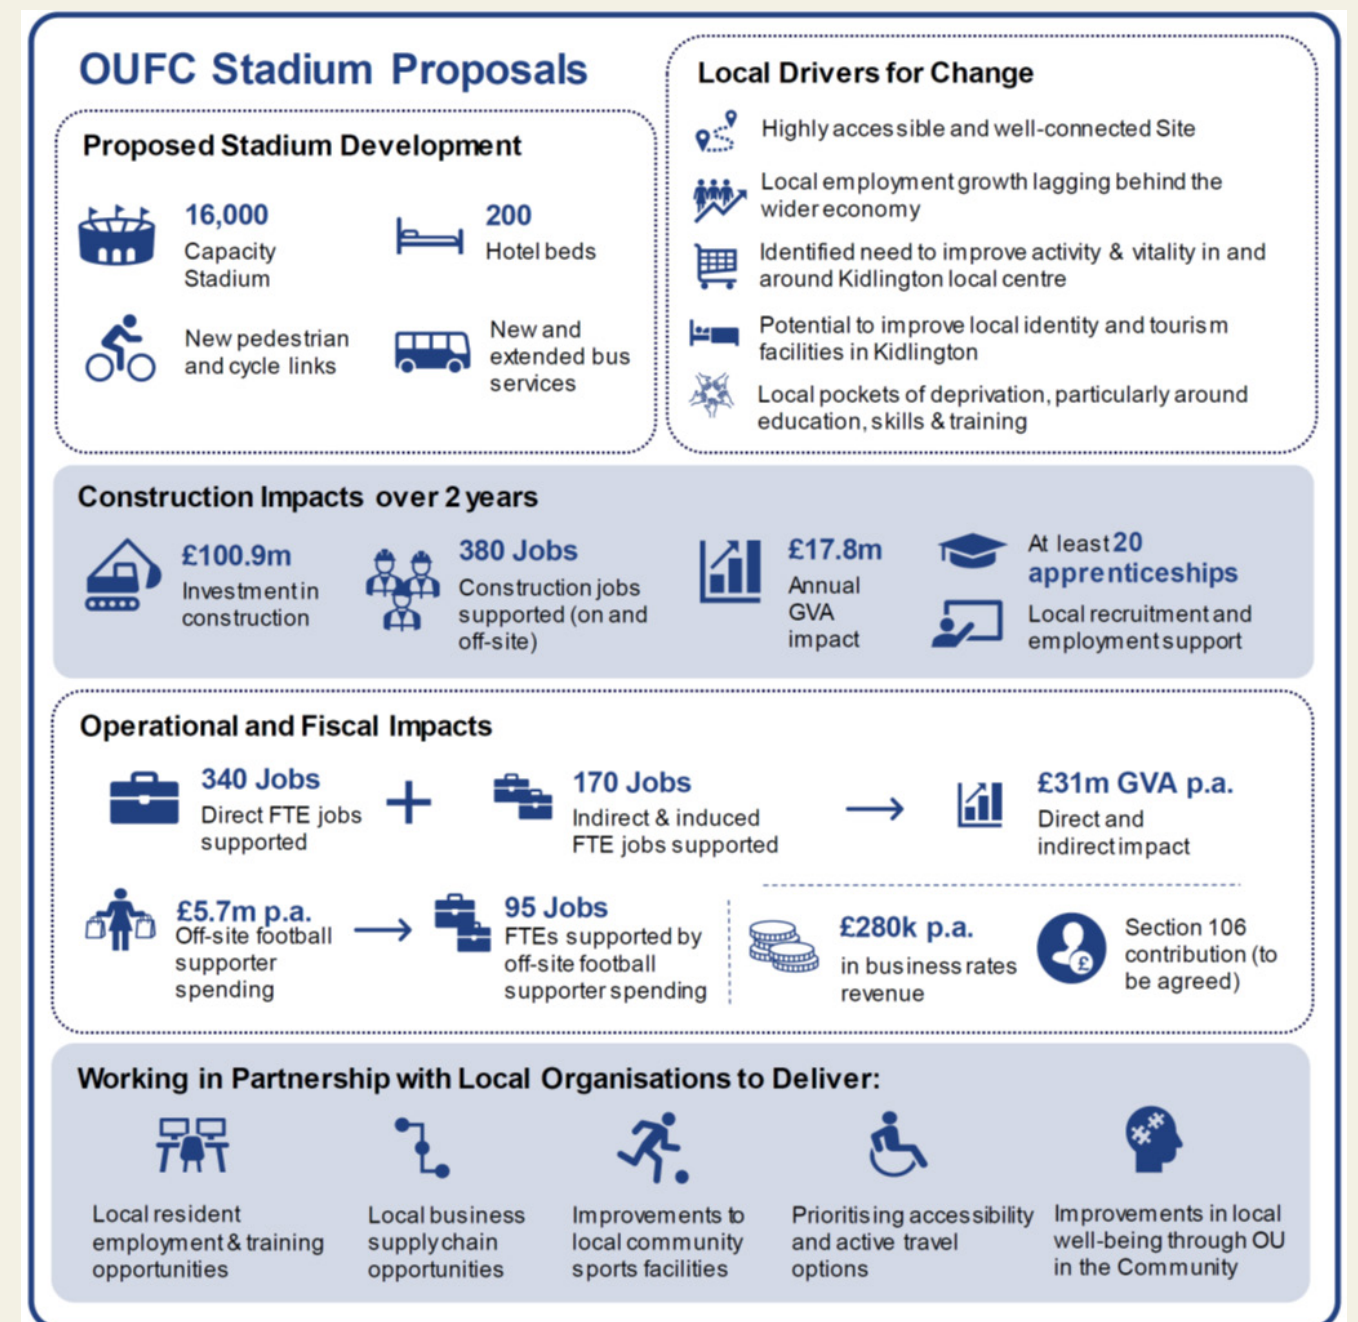 OUFC Stadium Proposals
Proposed Stadium Development
16,000
Capacity
Stadium
200
Hotel beds
New pedestrian
and cycle links
New and
extended bus
services
Local Drivers for Change
Highly accessible and well-connected Site
Local employment growth lagging behind the
wider economy
Identified need to improve activity & vitality in and
around Kidlington local centre
Potential to improve local identity and tourism
facilities in Kidlington
Local pockets of deprivation, particularly around
education, skills & training
Construction Impacts over 2 years
£100.9m
Investment in
construction
380 Jobs
Construction jobs
supported (on and
off-site)
£17.8m
Annual
GVA
impact
At least 20
apprenticeships
Local recruitment and
employment support
Operational and Fiscal Impacts
340 Jobs
Direct FTE jobs
supported
170 Jobs
Indirect & induced
FTE jobs supported
£31m GVA p.a.
Direct and
indirect impact
£5.7m p.a.
Off-site football
supporter
spending
95 Jobs
FTEs supported by
off-site football
supporter spending
£280k p.a.
in business rates
revenue
£
Section 106
contribution (to
be agreed)
Working in Partnership with Local Organisations to Deliver:
Local resident
employment & training
opportunities
Local business
supply chain
opportunities
Improvements to
local community
sports facilities
Prioritising accessibility
and active travel
options
Improvements in local
well-being through OU
in the Community